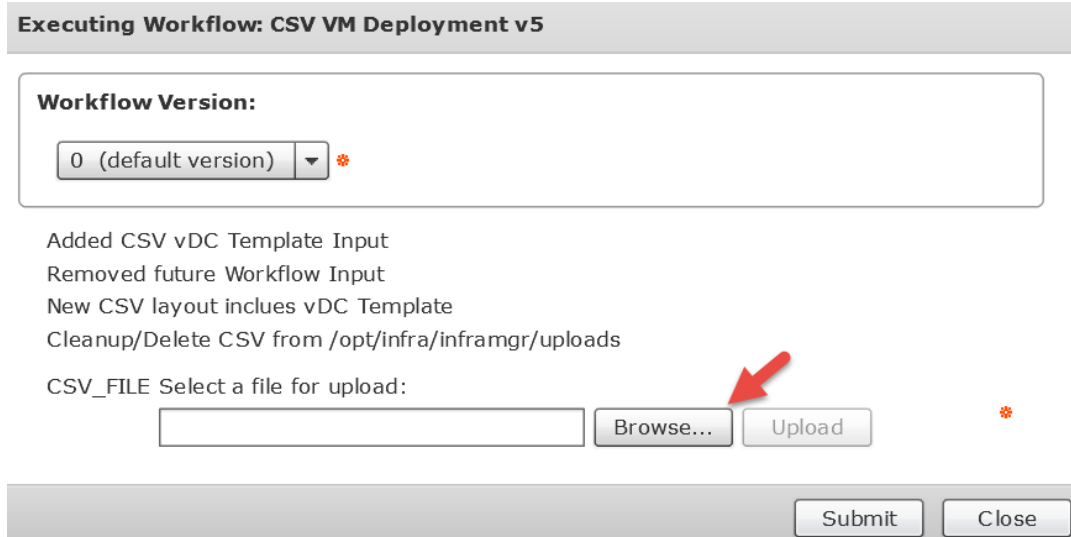 Executing Workflow: CSV VM Deployment v5
Workflow Version:
0 (default version)
Added CSV vDC Template Input
Removed future Workflow Input
New CSV layout inclues vDC Template
Cleanup/Delete CSV from /opt/infra/inframgr/uploads
CSV_FILE Select a file for upload:
Browse... Upload
Submit Close